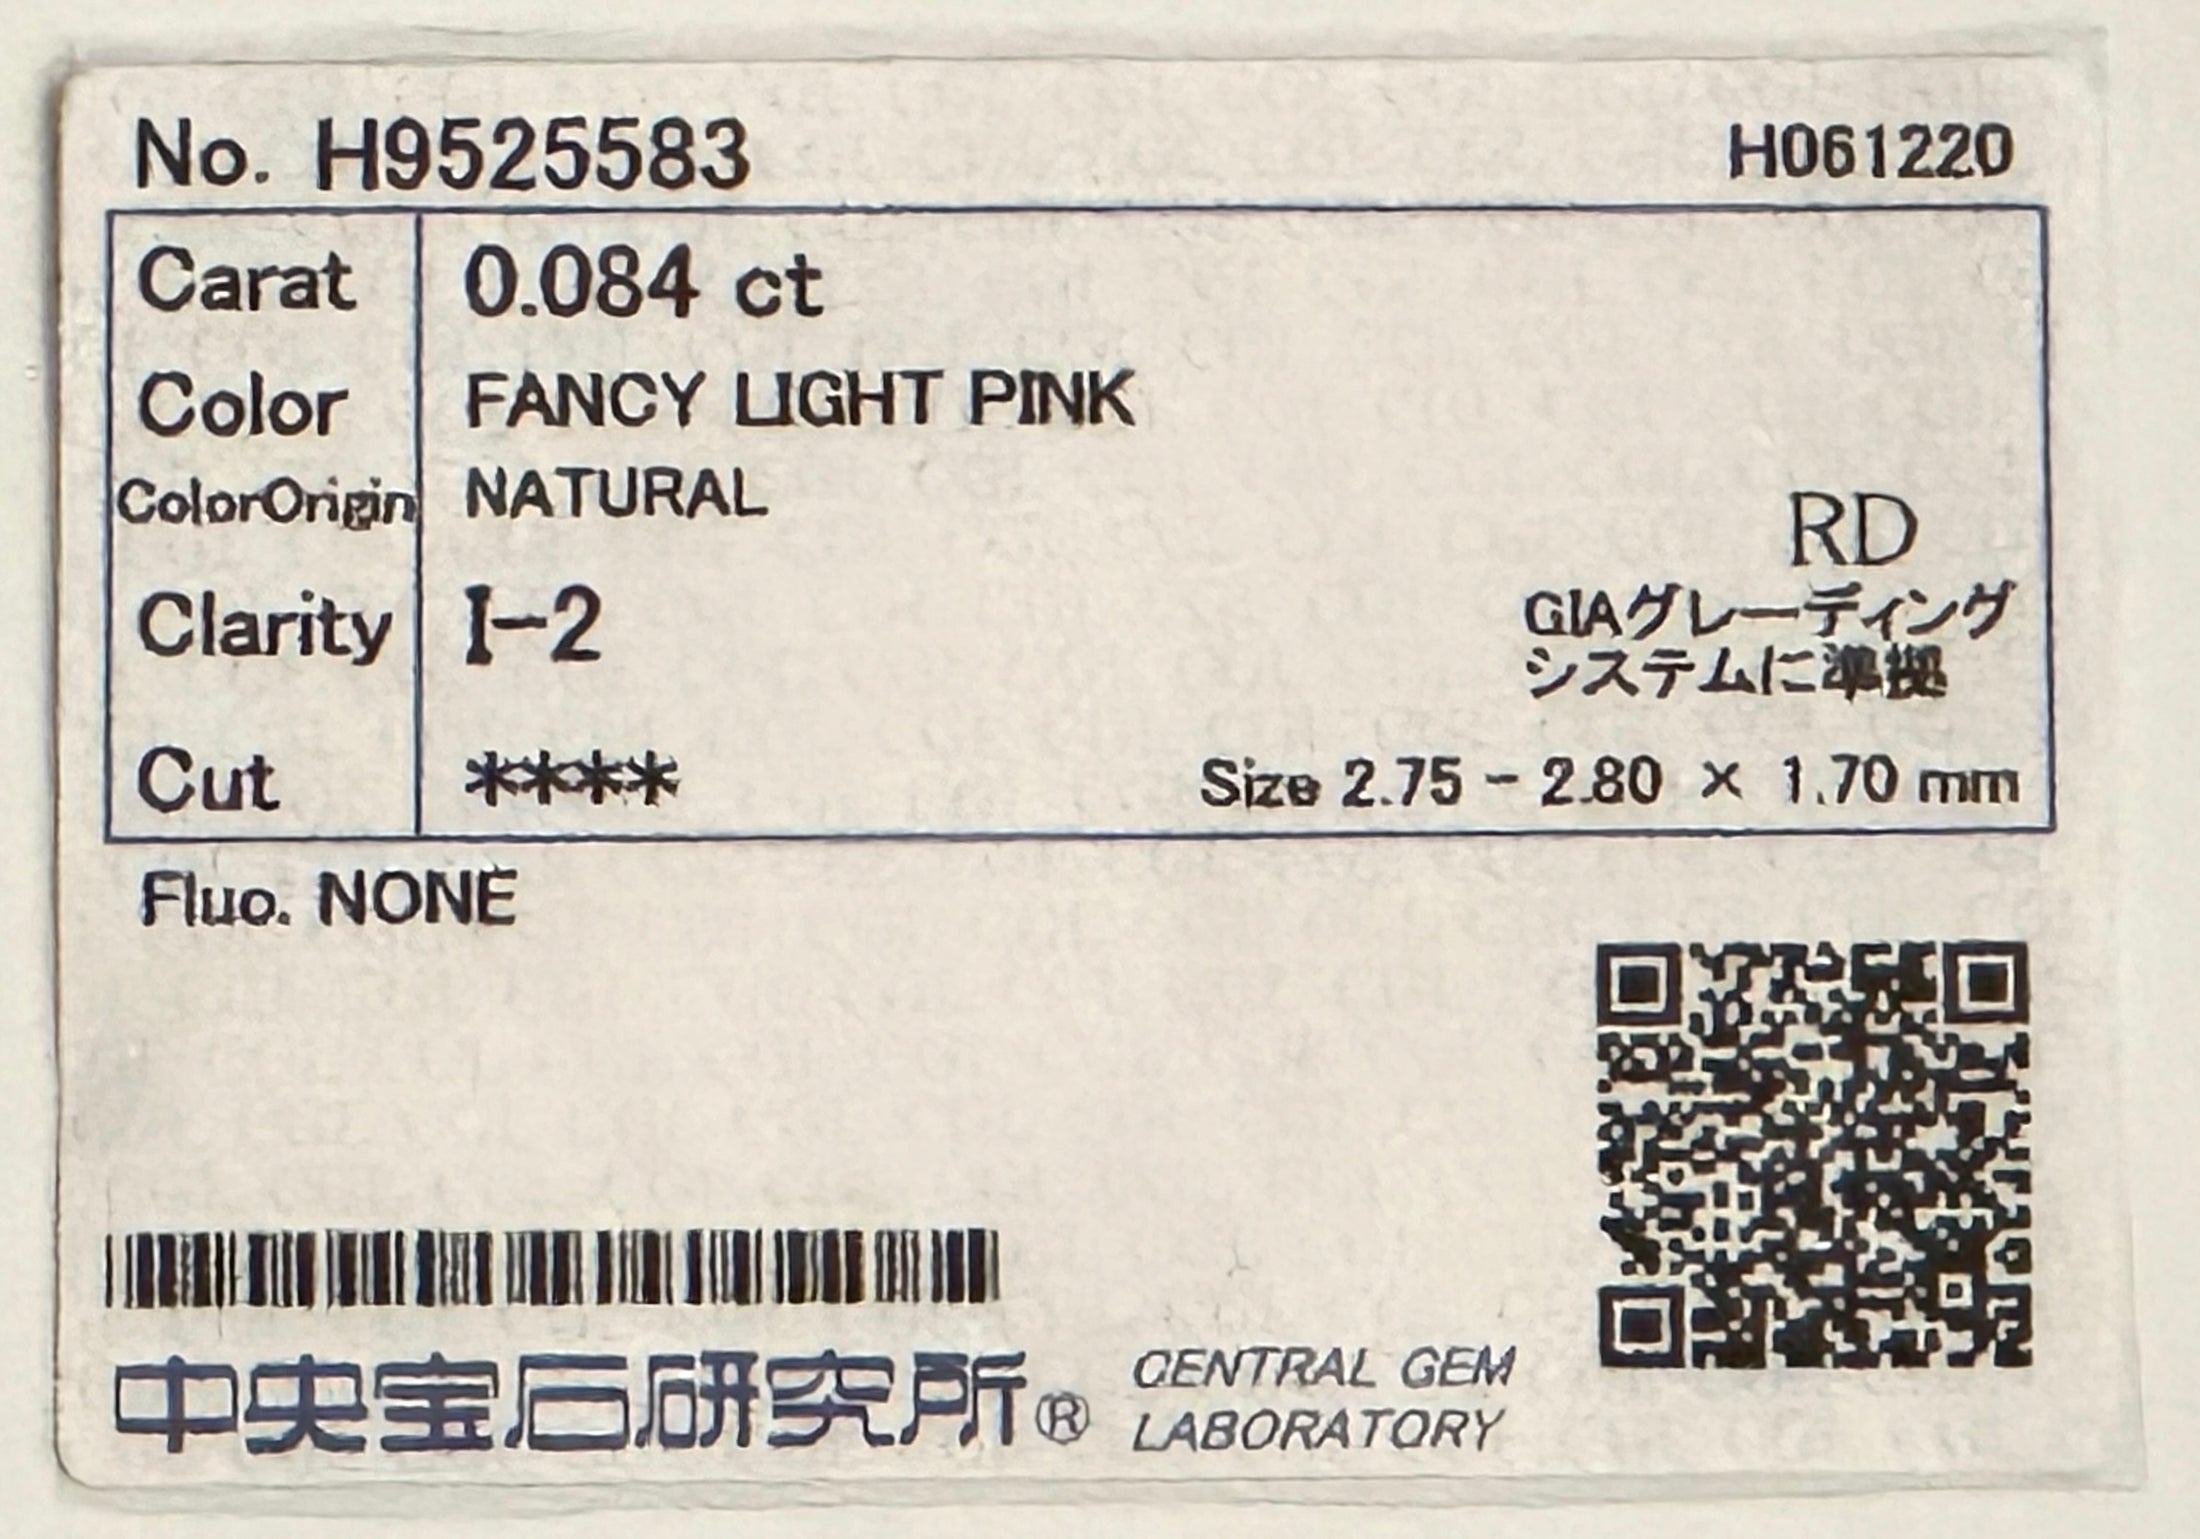 No. H9525583 H061220
Carat 0.084 ct
Color FANCY LIGHT PINK
ColorOrigin NATURAL
RD
Clarity I-2
GIAグレーディング
システムに準拠
Cut **** Size 2.75 - 2.80 × 1.70 mm
Fluo. NONE
中央宝石研究所® CENTRAL GEM
LABORATORY